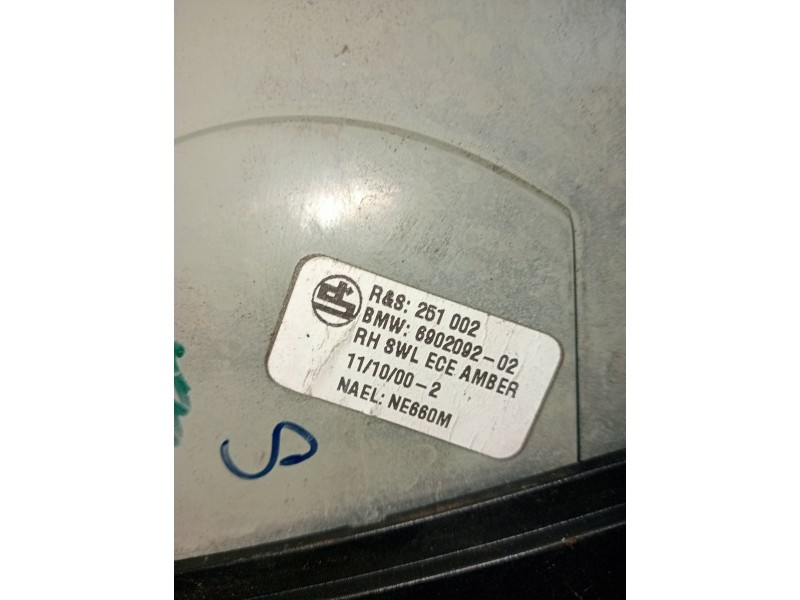 R&S: 251 002
BMW: 6902092-02
RH SWL ECE AMBER
11/10/00-2
NAEL: NE660M